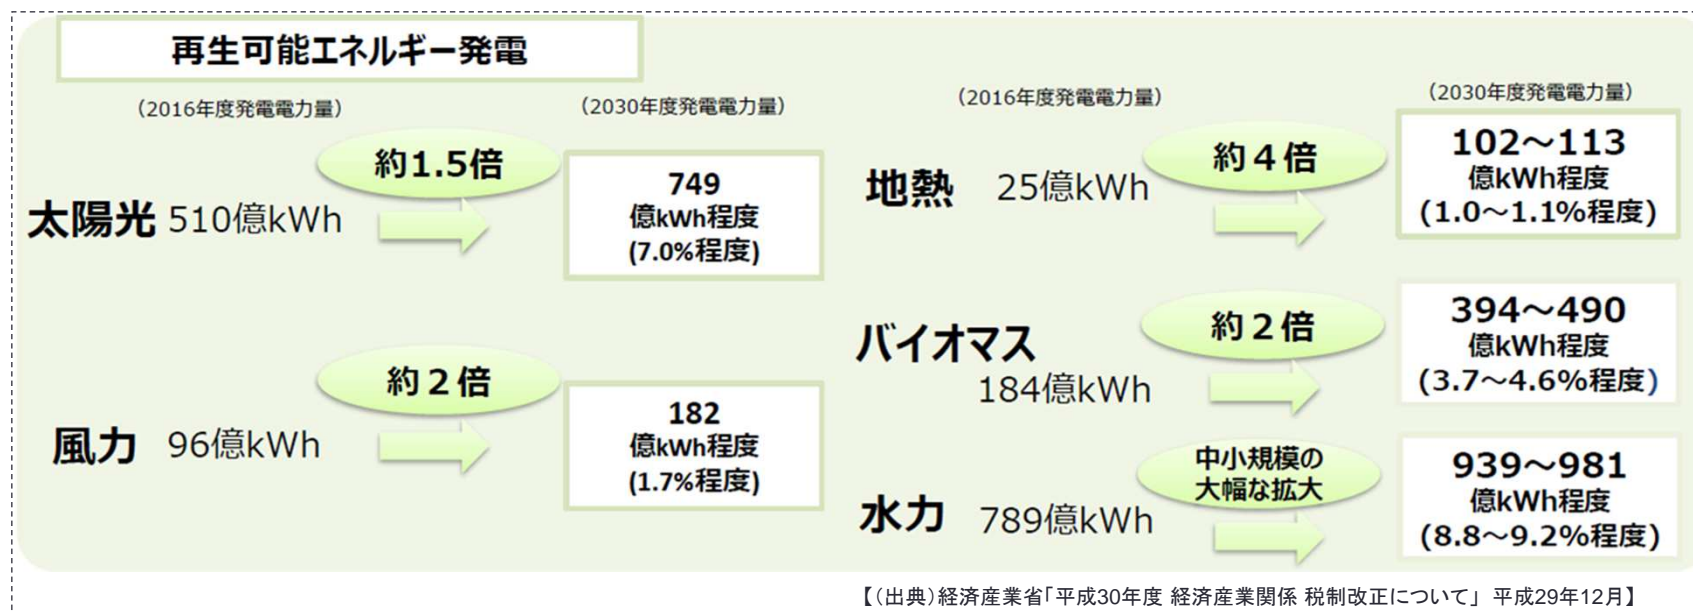 再生可能エネルギー発電
（2016年度発電電力量）
（2030年度発電電力量）
太陽光 510億kWh
約1.5倍
749
億kWh程度
(7.0%程度)
風力 96億kWh
約２倍
182
億kWh程度
(1.7%程度)
（2016年度発電電力量）
（2030年度発電電力量）
地熱 25億kWh
約４倍
102～113
億kWh程度
(1.0～1.1%程度)
バイオマス
184億kWh
約２倍
394～490
億kWh程度
(3.7～4.6%程度)
水力 789億kWh
中小規模の
大幅な拡大
939～981
億kWh程度
(8.8～9.2%程度)
【（出典）経済産業省「平成30年度 経済産業関係 税制改正について」 平成29年12月】